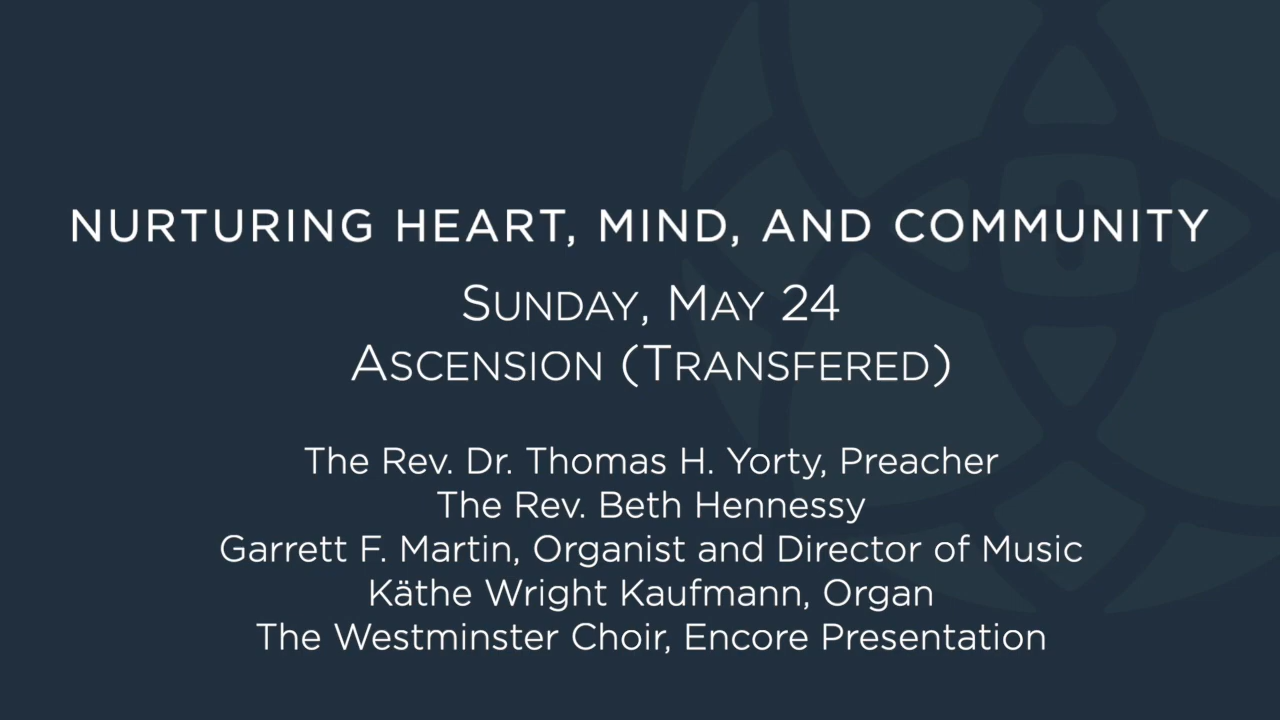 NURTURING HEART, MIND, AND COMMUNITY
SUNDAY, MAY 24
ASCENSION (TRANSFERED)
The Rev. Dr. Thomas H. Yorty, Preacher
The Rev. Beth Hennessy
Garrett F. Martin, Organist and Director of Music
Käthe Wright Kaufmann, Organ
The Westminster Choir, Encore Presentation